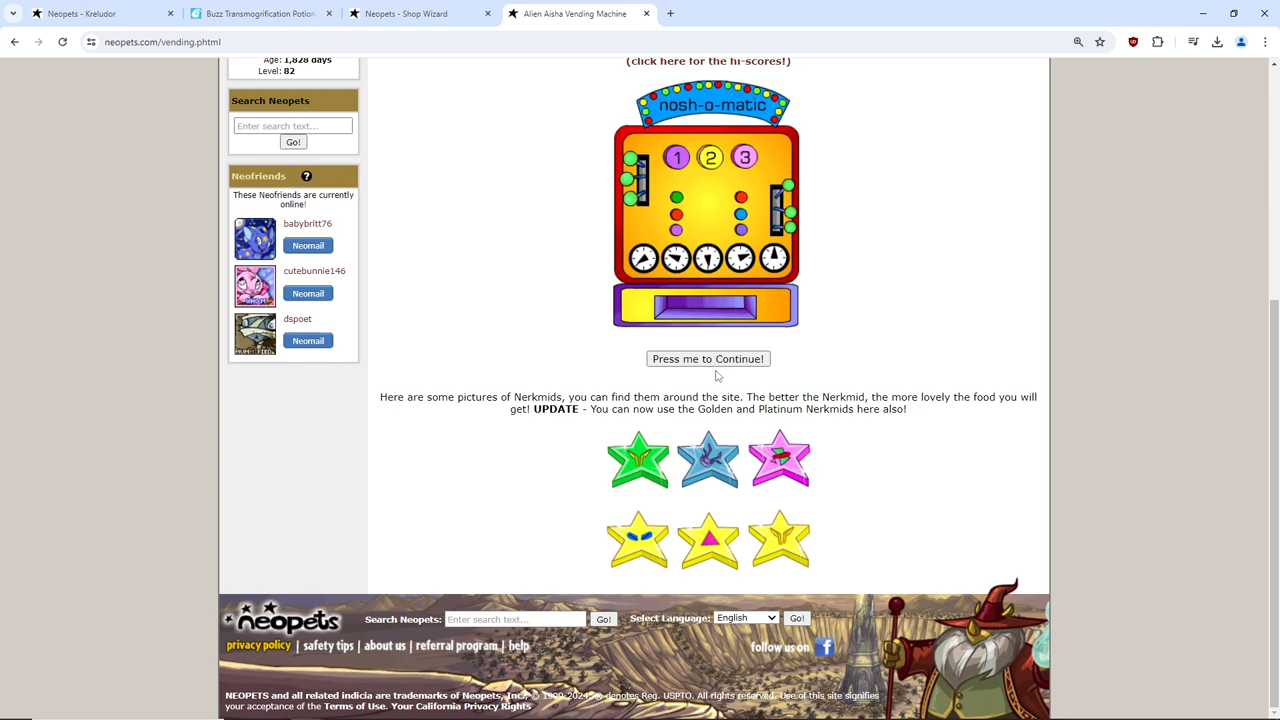 Neopets - Kreludor
Buzz Transmogrification Potion
Neopets - Shop Wizard
Alien Aisha Vending Machine
neopets.com/vending.phtml
Age: 1,828 days
Level: 82
(click here for the hi-scores!)
nosh-o-matic
1 2 3
Search Neopets
Enter search text...
Go!
Neofriends ?
These Neofriends are currently
online!
babybritt76
Neomail
cutebunnie146
Neomail
dspoet
Neomail
Press me to Continue!
Here are some pictures of Nerkmids, you can find them around the site. The better the Nerkmid, the more lovely the food you will
get! UPDATE - You can now use the Golden and Platinum Nerkmids here also!
neopets
Search Neopets: Enter search text... Go! Select Language: English Go!
privacy policy | safety tips | about us | referral program | help
follow us on f
NEOPETS and all related indicia are trademarks of Neopets, Inc., © 1999-2024. ® denotes Reg. USPTO. All rights reserved. Use of this site signifies
your acceptance of the Terms of Use. Your California Privacy Rights